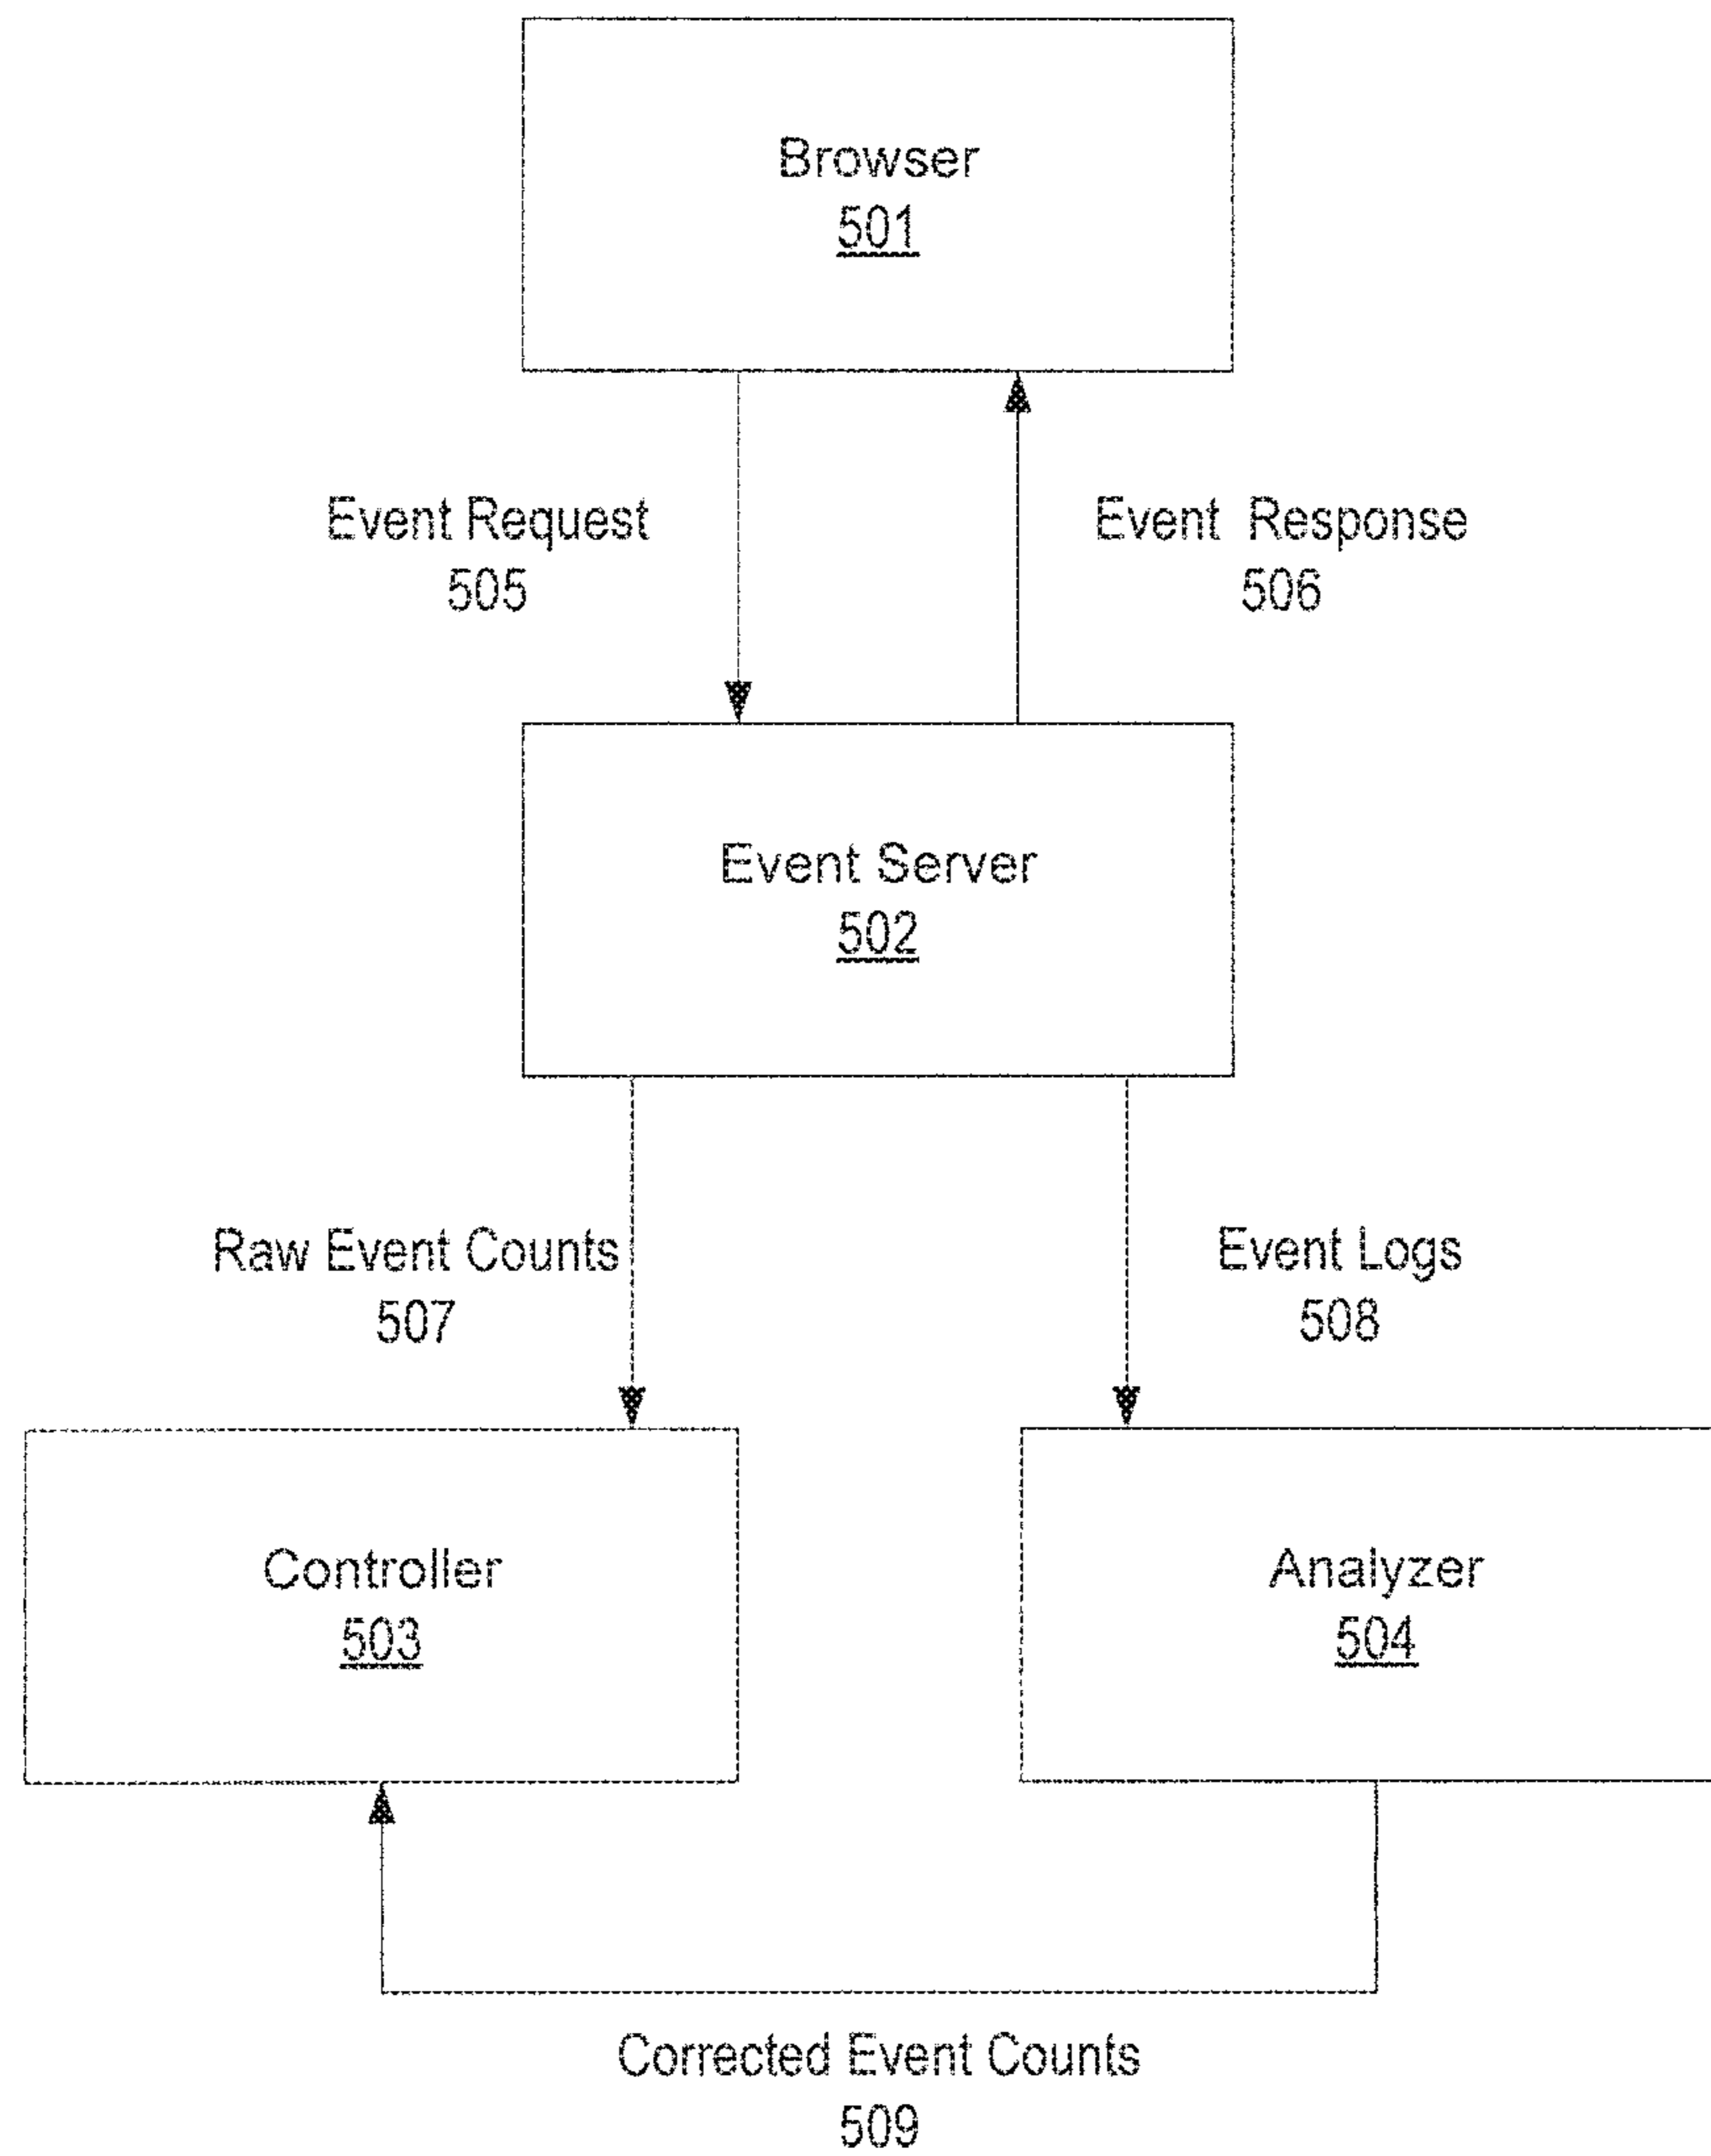 Browser
501
Event Request
505
Event Response
506
Event Server
502
Raw Event Counts
507
Event Logs
508
Controller
503
Analyzer
504
Corrected Event Counts
509